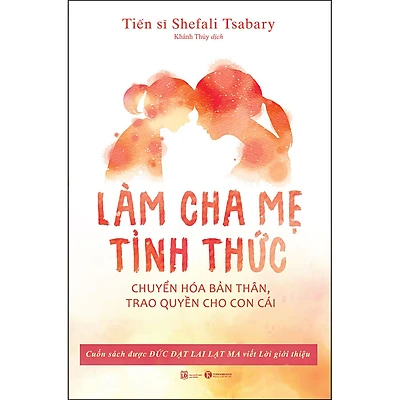 Tiến sĩ Shefali Tsabary
Khánh Thủy dịch
LÀM CHA MẸ
TỈNH THỨC
CHUYỂN HÓA BẢN THÂN,
TRAO QUYỀN CHO CON CÁI
Cuốn sách được ĐỨC ĐẠT LAI LẠT MA viết Lời giới thiệu